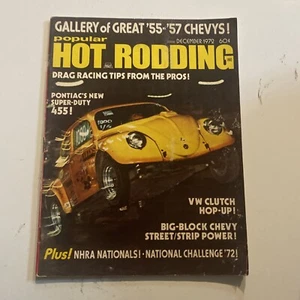 GALLERY of GREAT '55-'57 CHEVYS!
popular
DECEMBER 1972 60¢
HOT RODDING
DRAG RACING TIPS FROM THE PROS!
PONTIAC'S NEW
SUPER-DUTY
455!
VW CLUTCH
HOP-UP!
BIG-BLOCK CHEVY
STREET/STRIP POWER!
Plus! NHRA NATIONALS! · NATIONAL CHALLENGE '72!